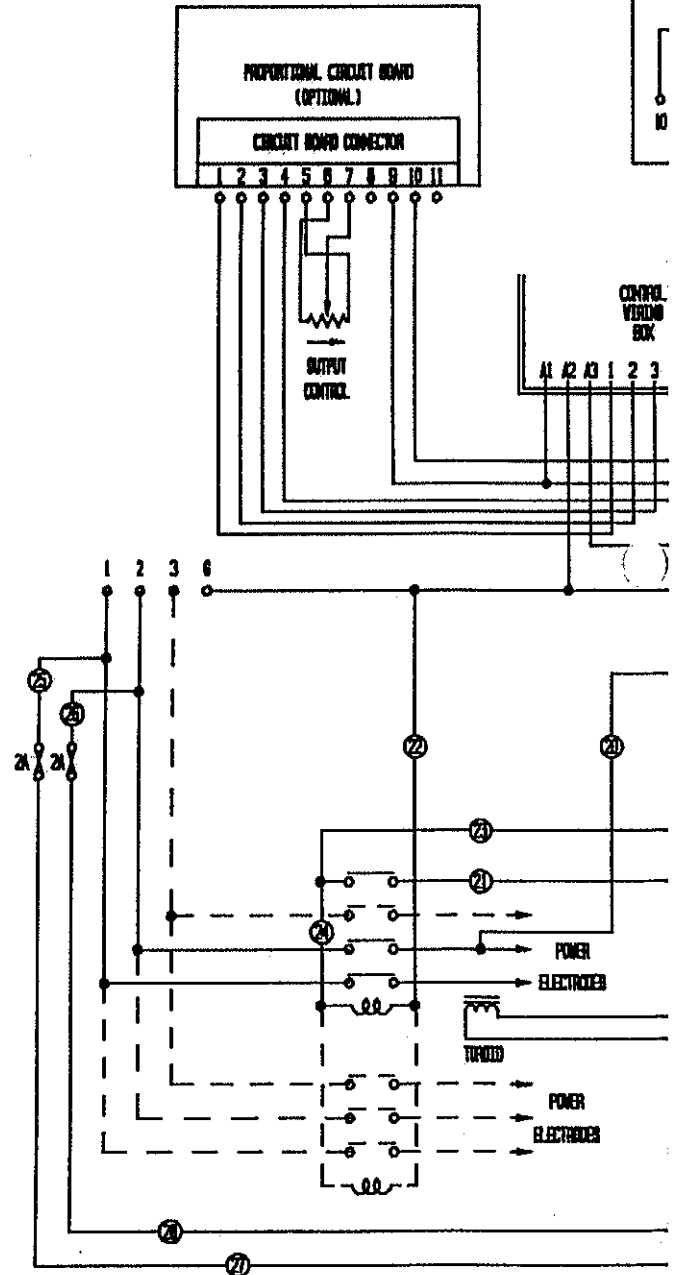 PROPORTIONAL CIRCUIT BOARD
(OPTIONAL)
CIRCUIT BOARD CONNECTOR
1 2 3 4 5 6 7 8 9 10 11
10
OUTPUT
CONTROL
CONTROL
WIRING
BOX
A1 A2 A3 1 2 3
1 2 3 G
25
26
2A 2A
22
20
23
21
24
POWER
ELECTRODES
TOROID
POWER
ELECTRODES
27